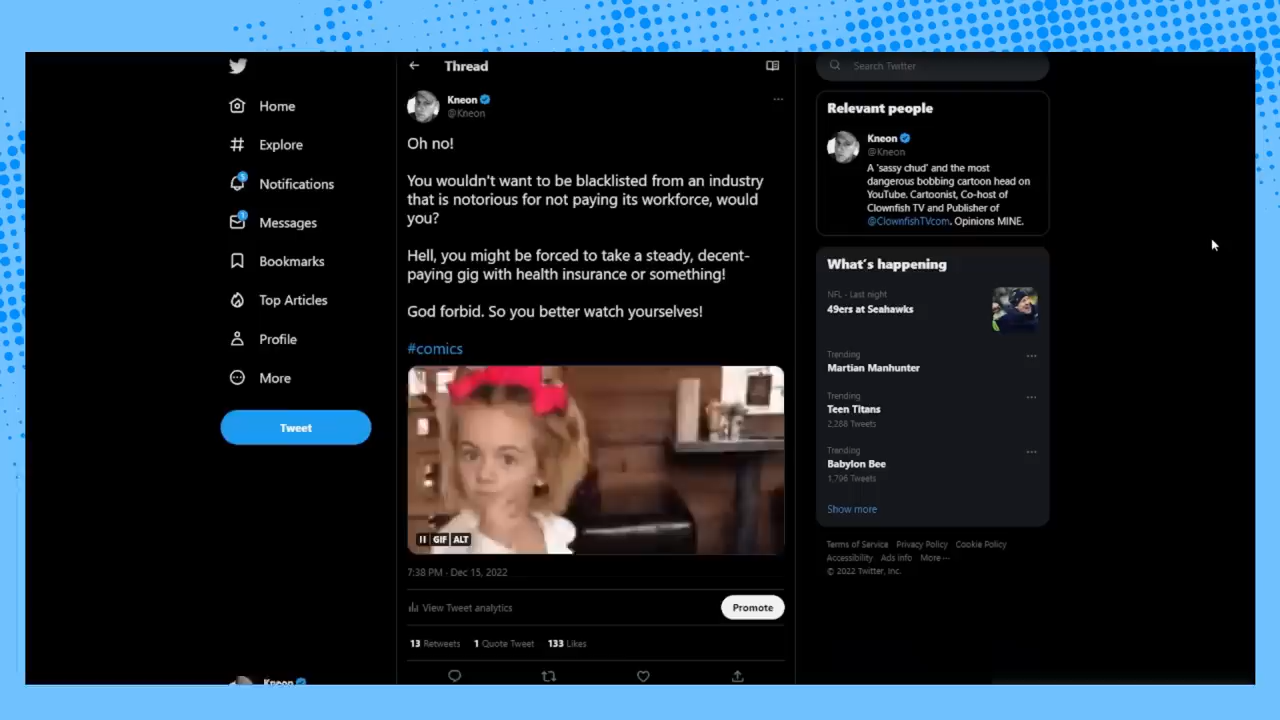 Home
Explore
5
Notifications
1
Messages
Bookmarks
Top Articles
Profile
More
Tweet
Kneon
Thread
Kneon
@Kneon
Oh no!
You wouldn't want to be blacklisted from an industry
that is notorious for not paying its workforce, would
you?
Hell, you might be forced to take a steady, decent-
paying gig with health insurance or something!
God forbid. So you better watch yourselves!
#comics
GIF ALT
7:38 PM · Dec 15, 2022
View Tweet analytics
Promote
13 Retweets 1 Quote Tweet 133 Likes
Search Twitter
Relevant people
Kneon
@Kneon
A 'sassy chud' and the most
dangerous bobbing cartoon head on
YouTube. Cartoonist, Co-host of
Clownfish TV and Publisher of
@ClownfishTVcom. Opinions MINE.
What's happening
NFL · Last night
49ers at Seahawks
Trending
Martian Manhunter
Trending
Teen Titans
2,288 Tweets
Trending
Babylon Bee
1,796 Tweets
Show more
Terms of Service Privacy Policy Cookie Policy
Accessibility Ads info More ···
© 2022 Twitter, Inc.